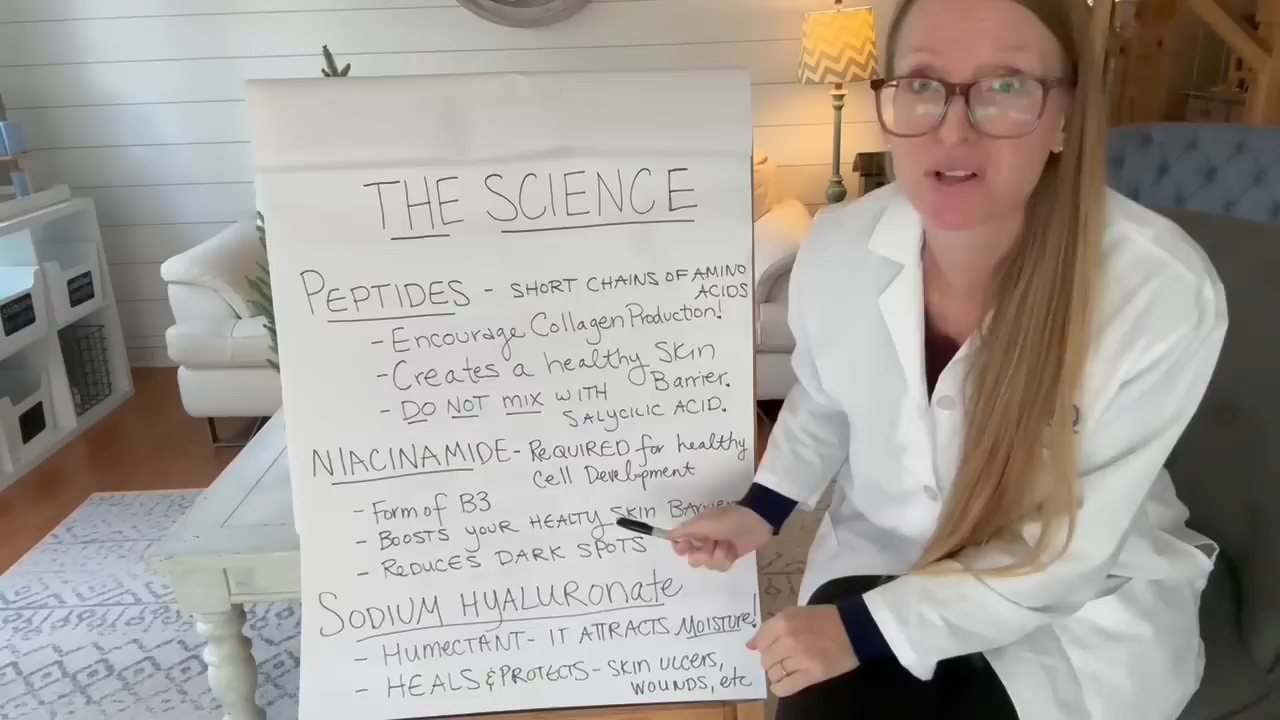 THE SCIENCE
PEPTIDES - SHORT CHAINS OF AMINO
ACIDS
- Encourage Collagen Production!
- Creates a healthy Skin
Barrier.
- DO NOT MIX WITH
SALYCILIC ACID.
NIACINAMIDE - REQUIRED for healthy
Cell Development
- Form of B3
- BOOSTS your HEALTY SKIN BArrier
- REDUCES DARK SPOTS
SODIUM HYALURonate
- HUMECTANT - IT ATTRACTS MOISTURE!
- HEALS & PROTECTS - SKIN ULCERS,
WOUNDS, etc